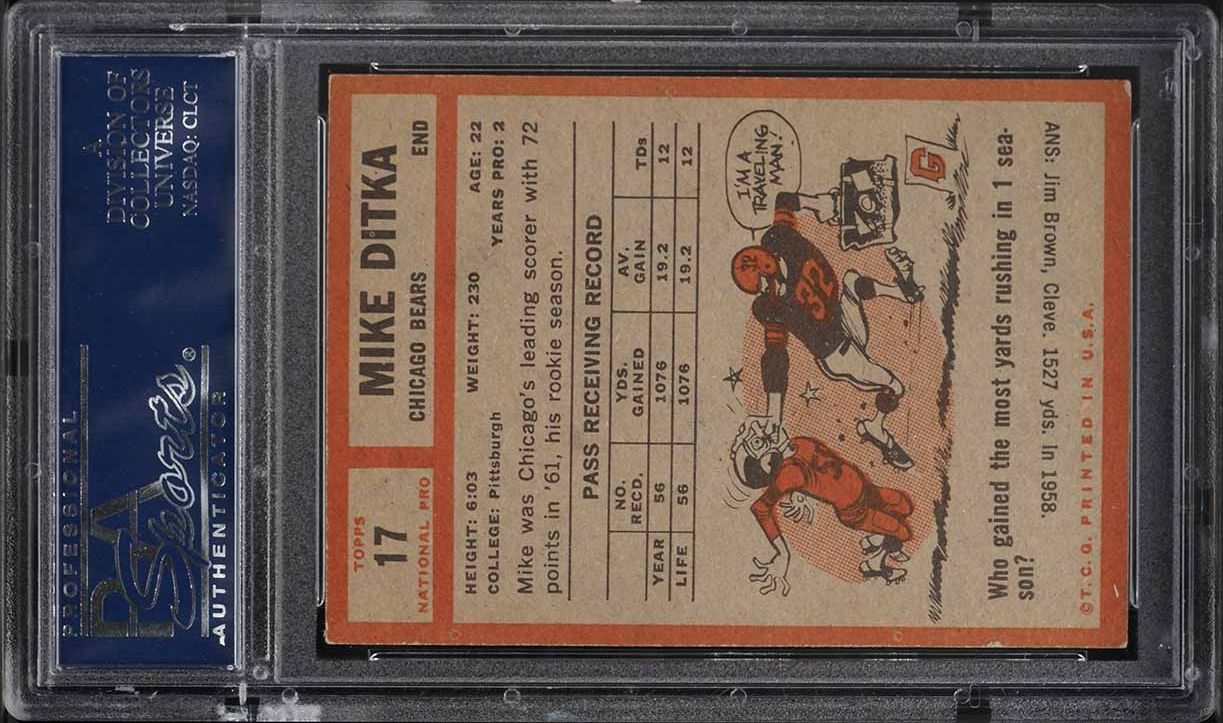 A
DIVISION OF
COLLECTORS
UNIVERSE
NASDAQ: CLCT
PROFESSIONAL
PSA
Sports®
AUTHENTICATOR
TOPPS
17
NATIONAL PRO
MIKE DITKA
CHICAGO BEARS END
HEIGHT: 6:03 WEIGHT: 230 AGE: 22
COLLEGE: Pittsburgh YEARS PRO: 2
Mike was Chicago's leading scorer with 72
points in '61, his rookie season.
PASS RECEIVING RECORD
NO. RECD. YDS. GAINED AV. GAIN TDs
YEAR 56 1076 19.2 12
LIFE 56 1076 19.2 12
I'M A
TRAVELING
MAN!
32
32
G
Who gained the most yards rushing in 1 sea-
son?
ANS: Jim Brown, Cleve. 1527 yds. In 1958.
©T.C.G. PRINTED IN U.S.A.